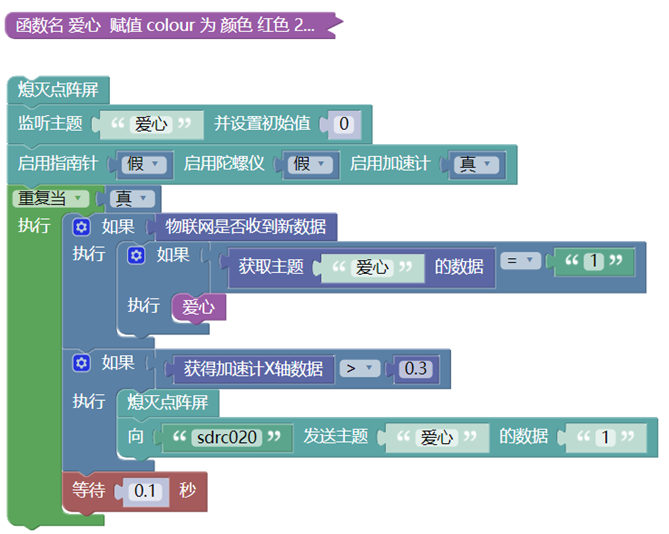 函数名 爱心 赋值 colour 为 颜色 红色 2...
熄灭点阵屏
监听主题 “ 爱心 ” 并设置初始值 0
启用指南针 假 启用陀螺仪 假 启用加速计 真
重复当 真
执行 如果 物联网是否收到新数据
执行 如果 获取主题 “ 爱心 ” 的数据 = “ 1 ”
执行 爱心
如果 获得加速计X轴数据 > 0.3
执行 熄灭点阵屏
向 “ sdrc020 ” 发送主题 “ 爱心 ” 的数据 “ 1 ”
等待 0.1 秒